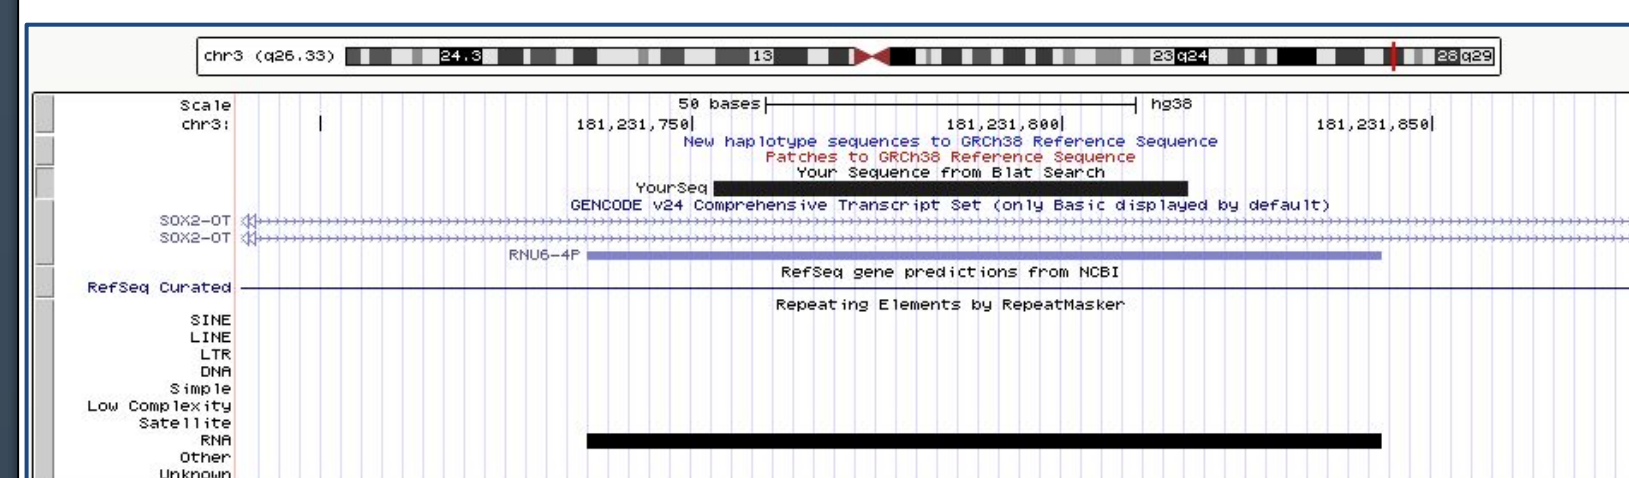 chr3 (q26.33) 24.3 13 23 q24 28 q29
Scale 50 bases hg38
chr3: 181,231,750| 181,231,800| 181,231,850|
New haplotype sequences to GRCh38 Reference Sequence
Patches to GRCh38 Reference Sequence
Your Sequence from Blat Search
YourSeq
GENCODE v24 Comprehensive Transcript Set (only Basic displayed by default)
SOX2-OT
SOX2-OT
RNU6-4P
RefSeq gene predictions from NCBI
RefSeq Curated
Repeating Elements by RepeatMasker
SINE
LINE
LTR
DNA
Simple
Low Complexity
Satellite
RNA
Other
Unknown